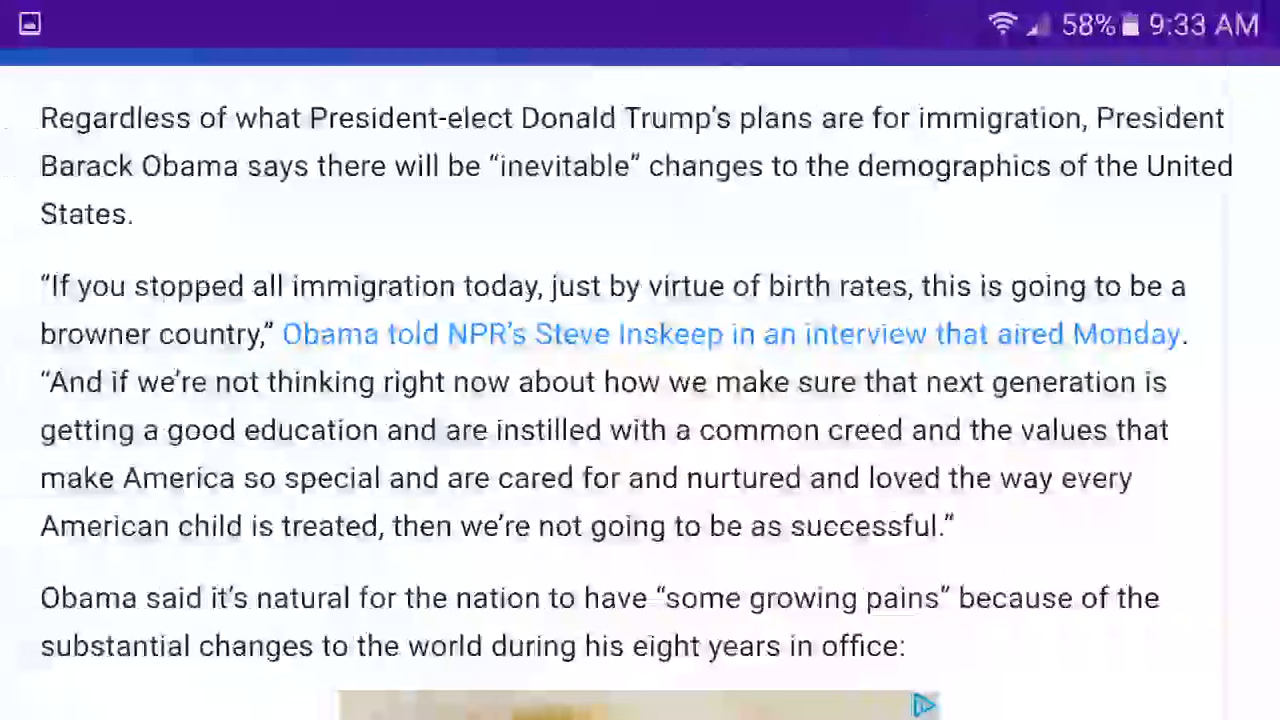 58% 9:33 AM
Regardless of what President-elect Donald Trump's plans are for immigration, President
Barack Obama says there will be “inevitable” changes to the demographics of the United
States.
“If you stopped all immigration today, just by virtue of birth rates, this is going to be a
browner country,” Obama told NPR's Steve Inskeep in an interview that aired Monday.
“And if we're not thinking right now about how we make sure that next generation is
getting a good education and are instilled with a common creed and the values that
make America so special and are cared for and nurtured and loved the way every
American child is treated, then we're not going to be as successful.”
Obama said it's natural for the nation to have “some growing pains” because of the
substantial changes to the world during his eight years in office: